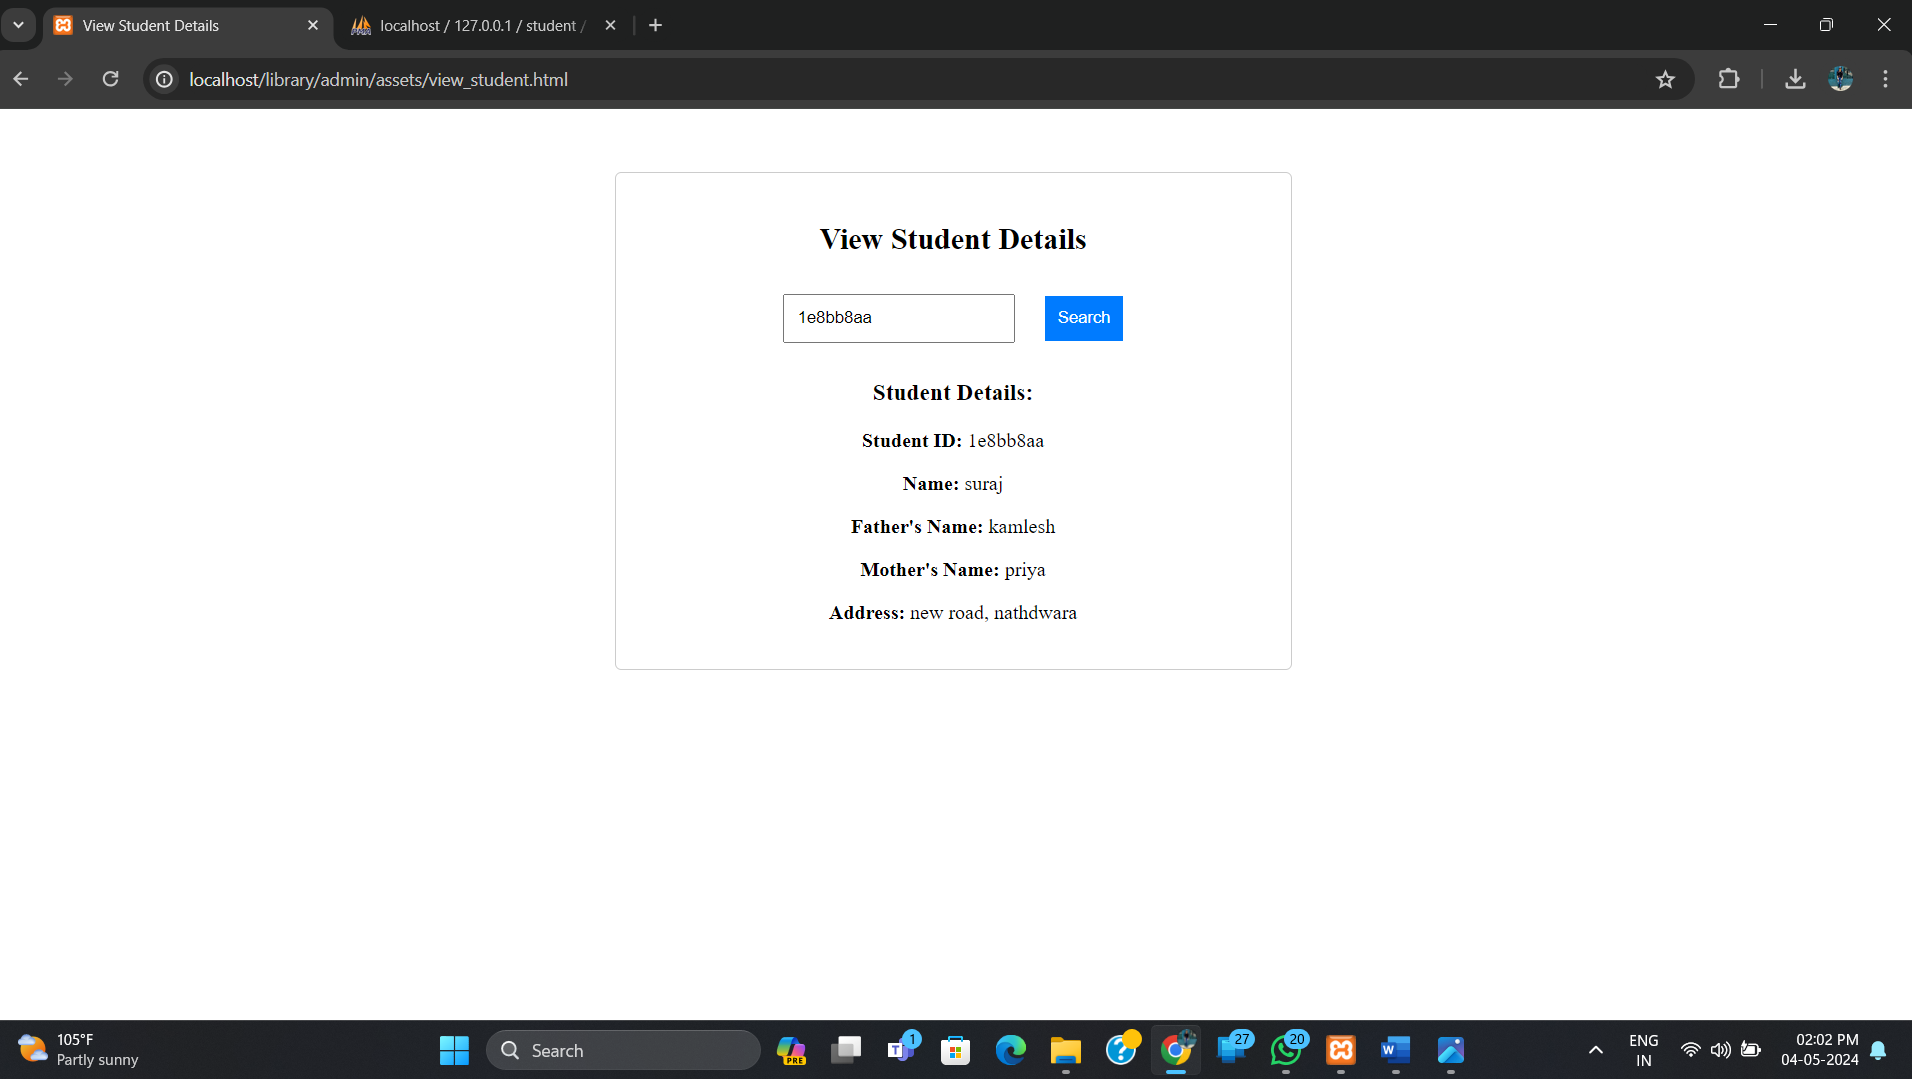 View Student Details
localhost / 127.0.0.1 / student /
localhost/library/admin/assets/view_student.html
View Student Details
1e8bb8aa
Search
Student Details:
Student ID: 1e8bb8aa
Name: suraj
Father's Name: kamlesh
Mother's Name: priya
Address: new road, nathdwara
105°F
Partly sunny
Search
PRE
1
27
20
ENG
IN
02:02 PM
04-05-2024